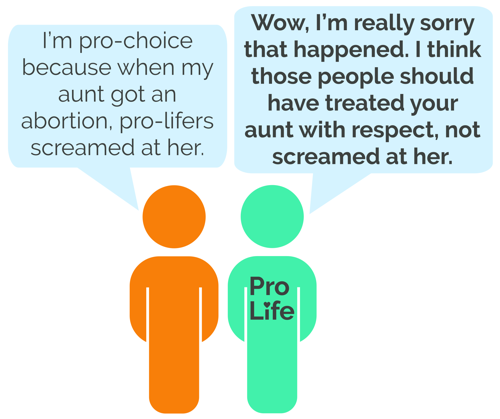 I'm pro-choice
because when my
aunt got an
abortion, pro-lifers
screamed at her.
Wow, I'm really sorry
that happened. I think
those people should
have treated your
aunt with respect, not
screamed at her.
Pro
Life